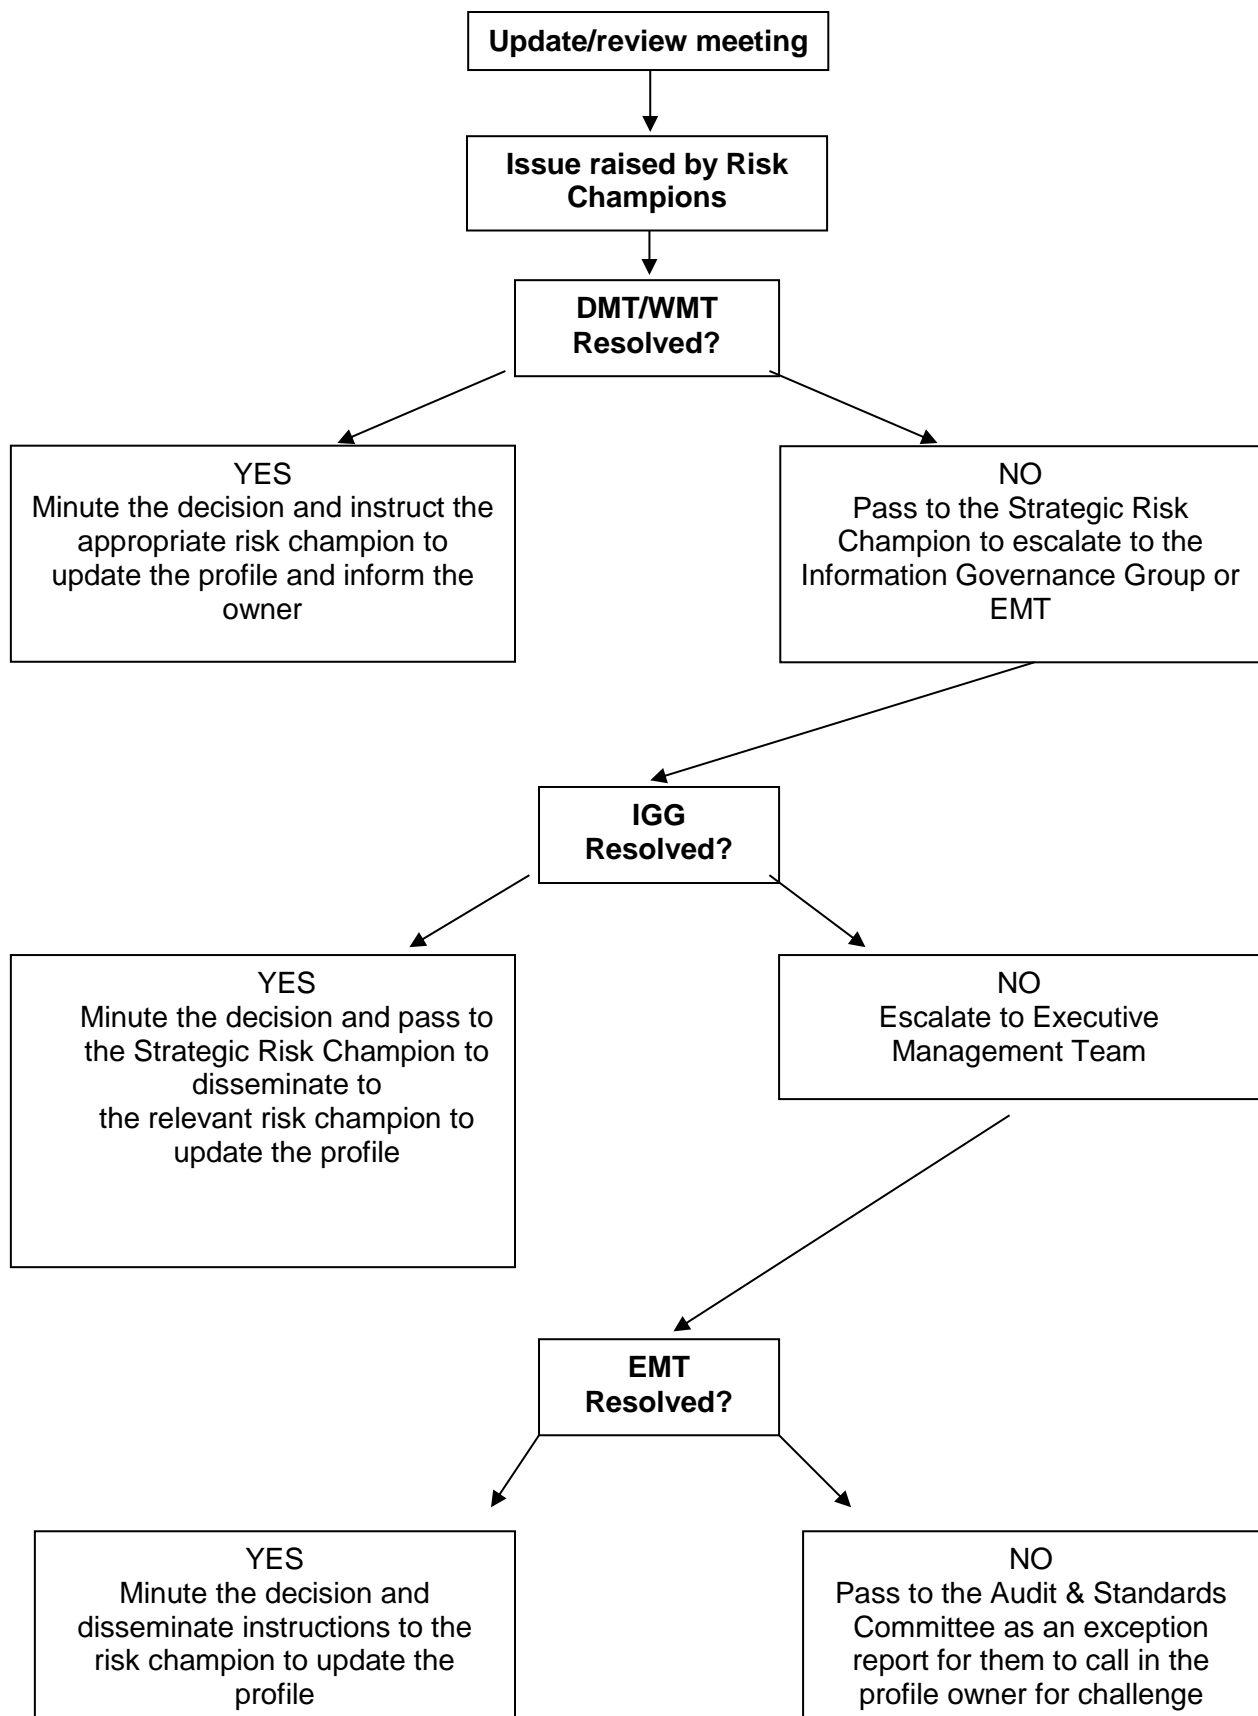 Update/review meeting
Issue raised by Risk
Champions
DMT/WMT
Resolved?
YES
Minute the decision and instruct the
appropriate risk champion to
update the profile and inform the
owner
NO
Pass to the Strategic Risk
Champion to escalate to the
Information Governance Group or
EMT
IGG
Resolved?
YES
Minute the decision and pass to
the Strategic Risk Champion to
disseminate to
the relevant risk champion to
update the profile
NO
Escalate to Executive
Management Team
EMT
Resolved?
YES
Minute the decision and
disseminate instructions to the
risk champion to update the
profile
NO
Pass to the Audit & Standards
Committee as an exception
report for them to call in the
profile owner for challenge